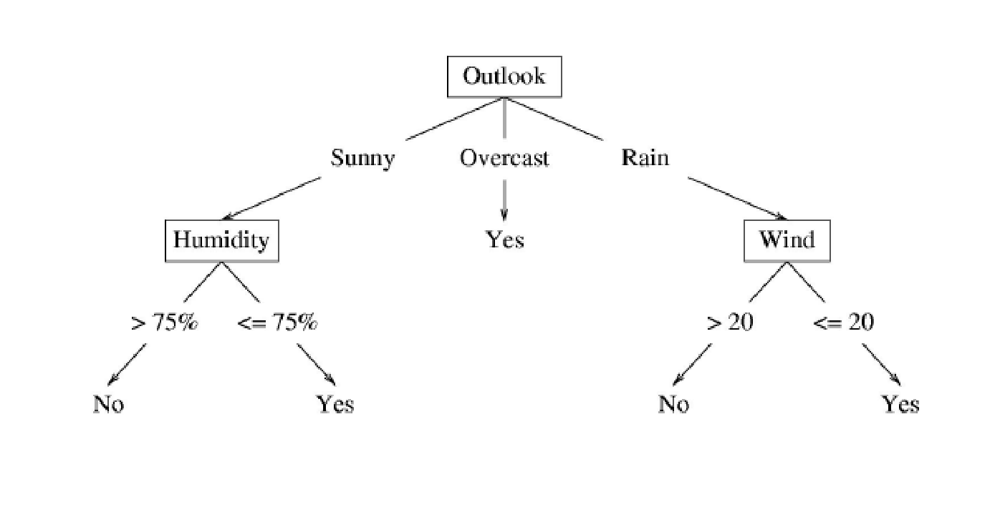 Outlook
Sunny Overcast Rain
Humidity Yes Wind
> 75% <= 75% > 20 <= 20
No Yes No Yes